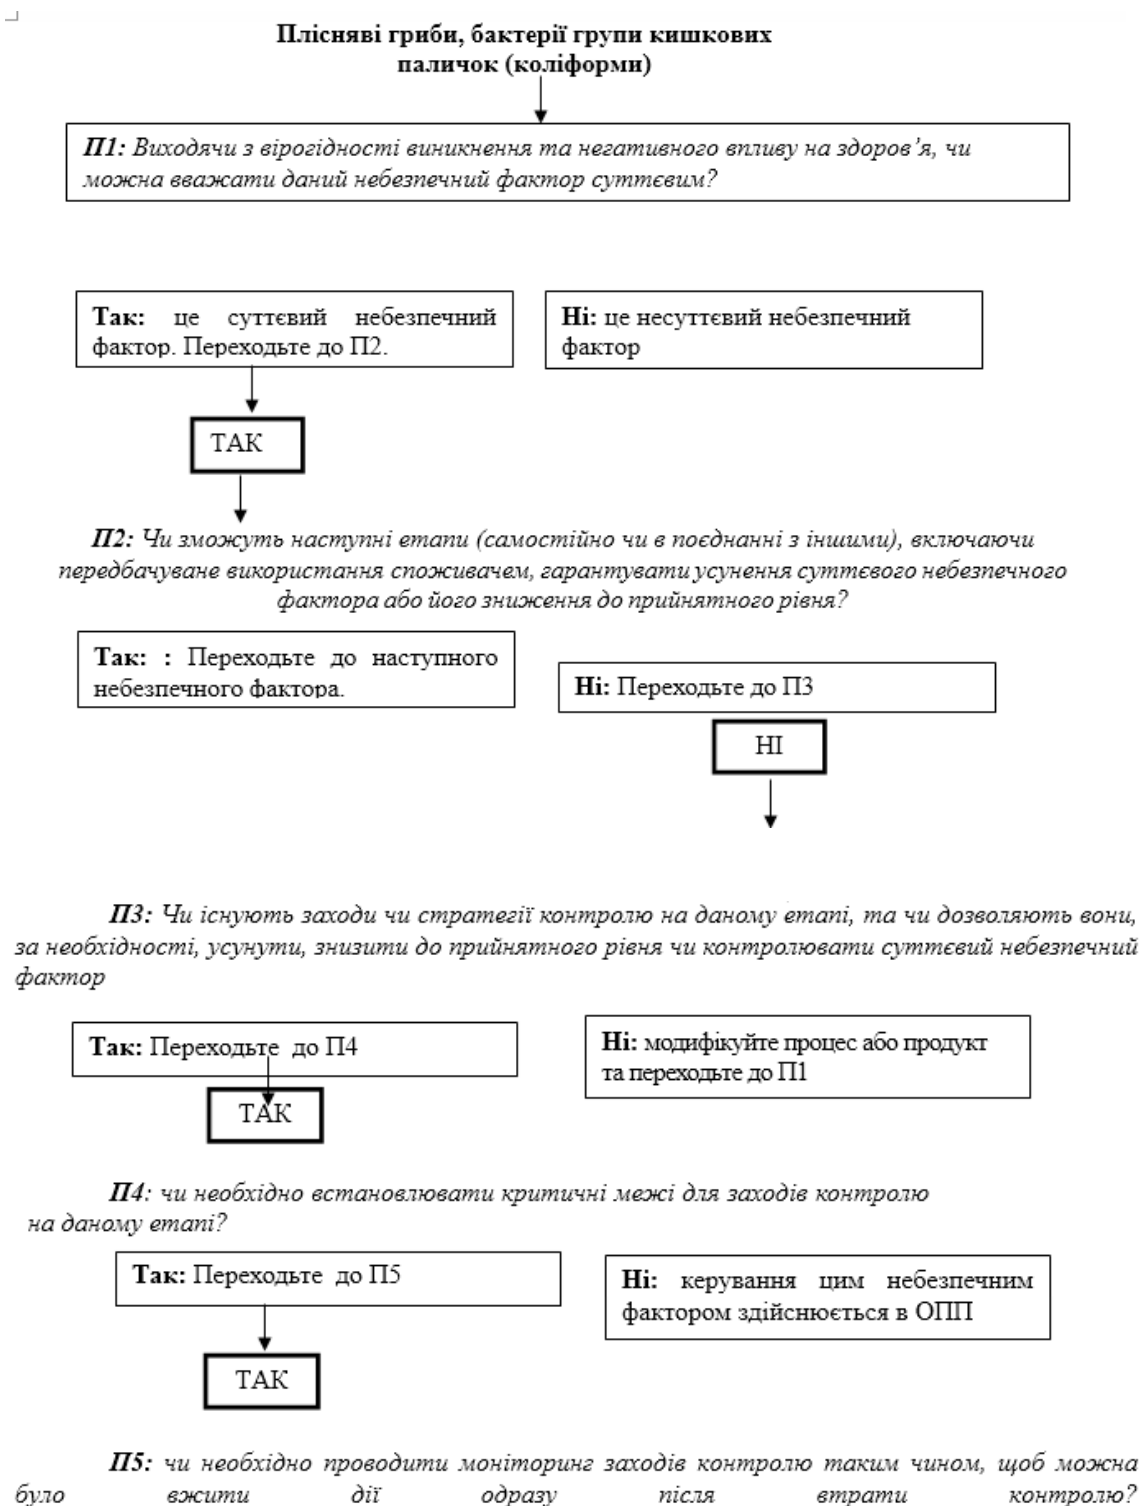 Плісняві гриби, бактерії групи кишкових
паличок (коліформи)
П1: Виходячи з вірогідності виникнення та негативного впливу на здоров’я, чи
можна вважати даний небезпечний фактор суттєвим?
Так: це суттєвий небезпечний
фактор. Переходьте до П2.
Ні: це несуттєвий небезпечний
фактор
ТАК
П2: Чи зможуть наступні етапи (самостійно чи в поєднанні з іншими), включаючи
передбачуване використання споживачем, гарантувати усунення суттєвого небезпечного
фактора або його зниження до прийнятного рівня?
Так: : Переходьте до наступного
небезпечного фактора.
Ні: Переходьте до П3
НІ
П3: Чи існують заходи чи стратегії контролю на даному етапі, та чи дозволяють вони,
за необхідності, усунути, знизити до прийнятного рівня чи контролювати суттєвий небезпечний
фактор
Так: Переходьте до П4
Ні: модифікуйте процес або продукт
та переходьте до П1
ТАК
П4: чи необхідно встановлювати критичні межі для заходів контролю
на даному етапі?
Так: Переходьте до П5
Ні: керування цим небезпечним
фактором здійснюється в ОПП
ТАК
П5: чи необхідно проводити моніторинг заходів контролю таким чином, щоб можна
було вжити дії одразу після втрати контролю?